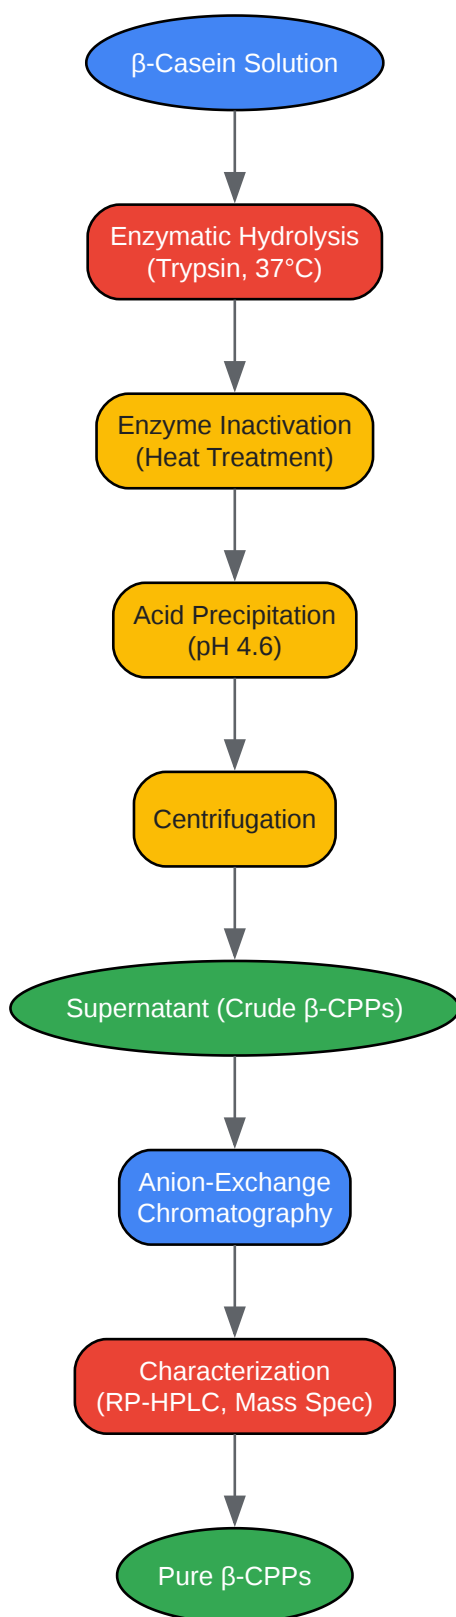 β-Casein Solution
Enzymatic Hydrolysis
(Trypsin, 37°C)
Enzyme Inactivation
(Heat Treatment)
Acid Precipitation
(pH 4.6)
Centrifugation
Supernatant (Crude β-CPPs)
Anion-Exchange
Chromatography
Characterization
(RP-HPLC, Mass Spec)
Pure β-CPPs